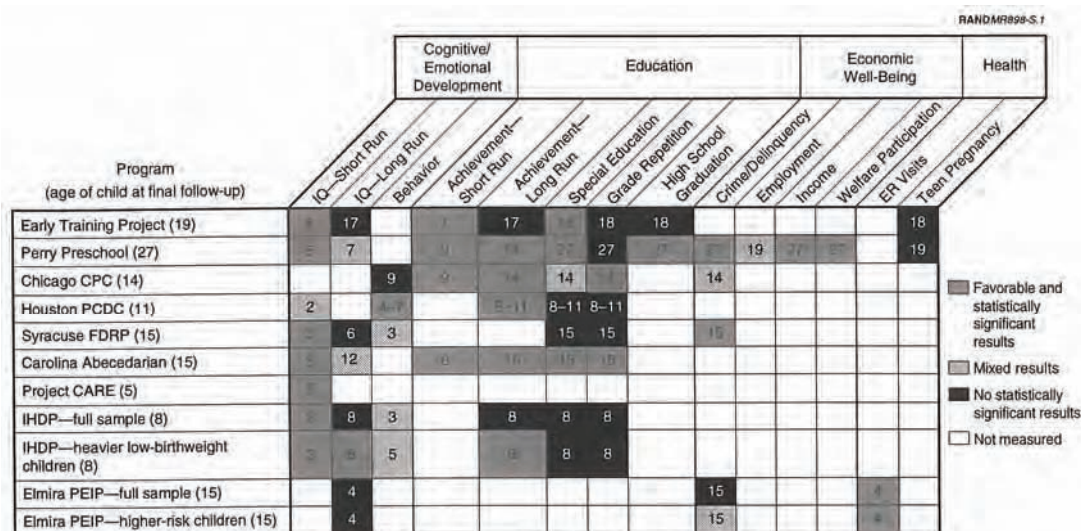 RANDMR898-S.1
Cognitive/
Emotional
Development
Education
Economic
Well-Being
Health
Program
(age of child at final follow-up)
IQ—Short Run
IQ—Long Run
Behavior
Achievement—
Short Run
Achievement—
Long Run
Special Education
Grade Repetition
High School
Graduation
Crime/Delinquency
Employment
Income
Welfare Participation
ER Visits
Teen Pregnancy
Early Training Project (19) 17 17 18 18 18
Perry Preschool (27) 7 9 27 19 19
Chicago CPC (14) 9 9 14 14
Houston PCDC (11) 2 8–11 8–11 8–11
Syracuse FDRP (15) 6 3 15 15 15
Carolina Abecedarian (15) 12
Project CARE (5)
IHDP—full sample (8) 8 3 8 8 8
IHDP—heavier low-birthweight
children (8) 5 8 8
Elmira PEIP—full sample (15) 4 15
Elmira PEIP—higher-risk children (15) 4 15
Favorable and
statistically
significant
results
Mixed results
No statistically
significant results
Not measured